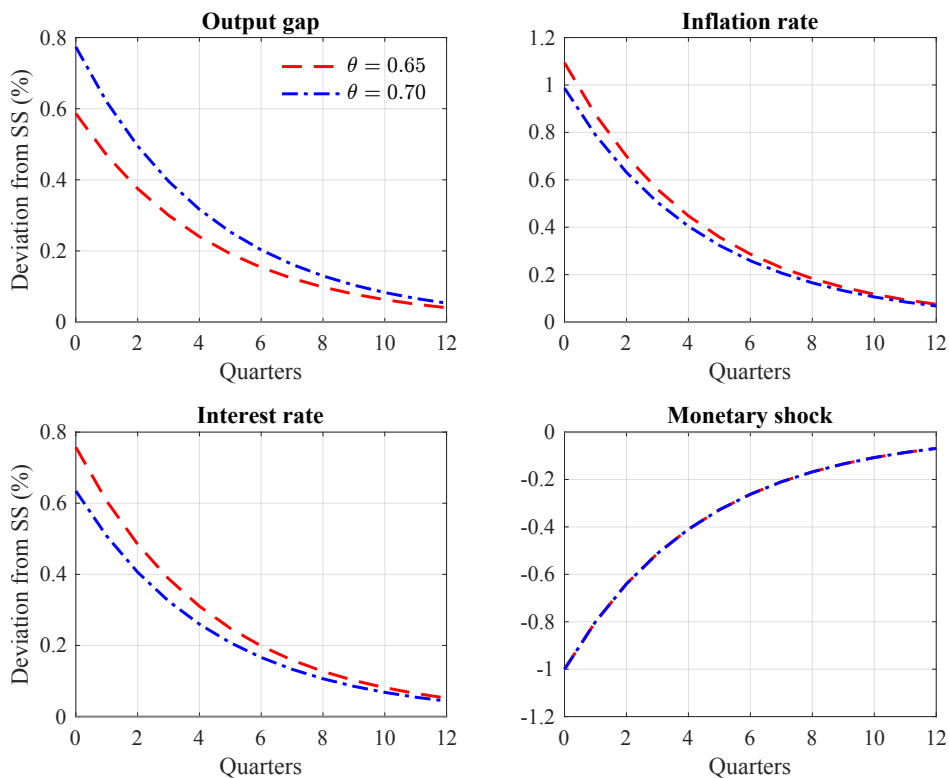 Output gap
0.8
0.6
0.4
0.2
0
0 2 4 6 8 10 12
Quarters
Deviation from SS (%)
θ = 0.65
θ = 0.70
Inflation rate
1.2
1
0.8
0.6
0.4
0.2
0
0 2 4 6 8 10 12
Quarters
Interest rate
0.8
0.6
0.4
0.2
0
0 2 4 6 8 10 12
Quarters
Deviation from SS (%)
Monetary shock
0
-0.2
-0.4
-0.6
-0.8
-1
-1.2
0 2 4 6 8 10 12
Quarters